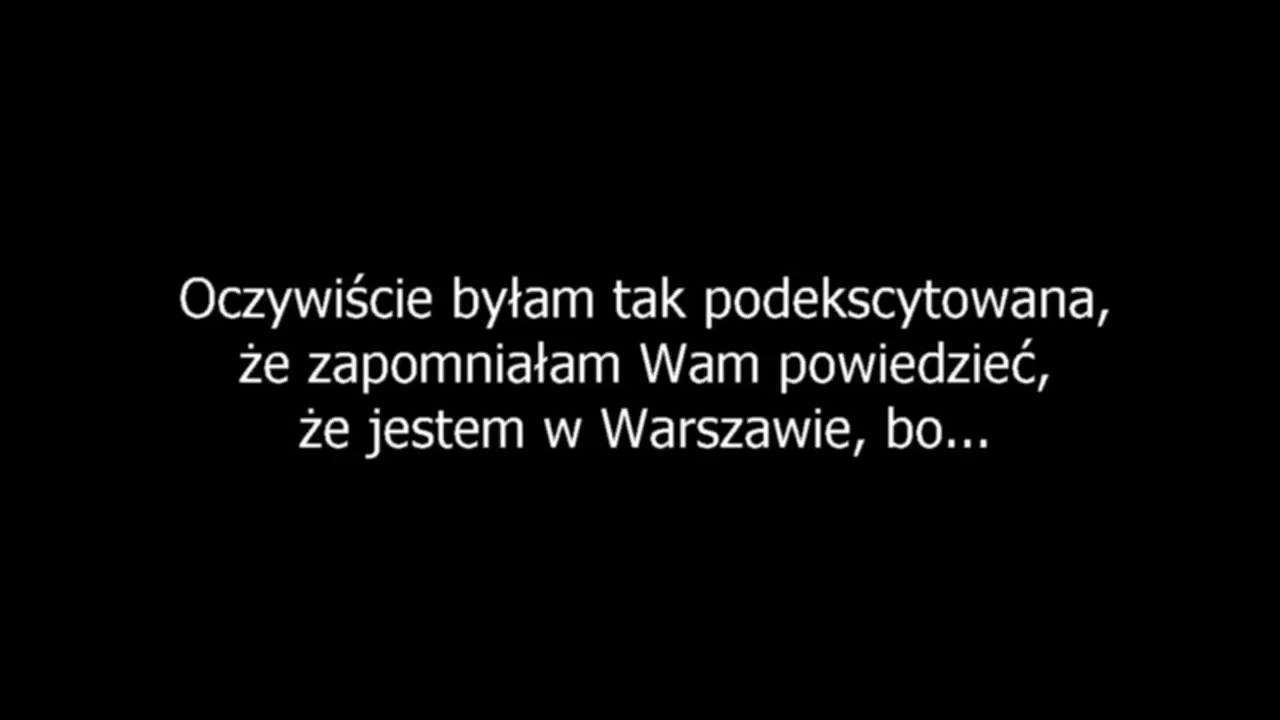 Oczywiście byłam tak podekscytowana,
że zapomniałam Wam powiedzieć,
że jestem w Warszawie, bo...